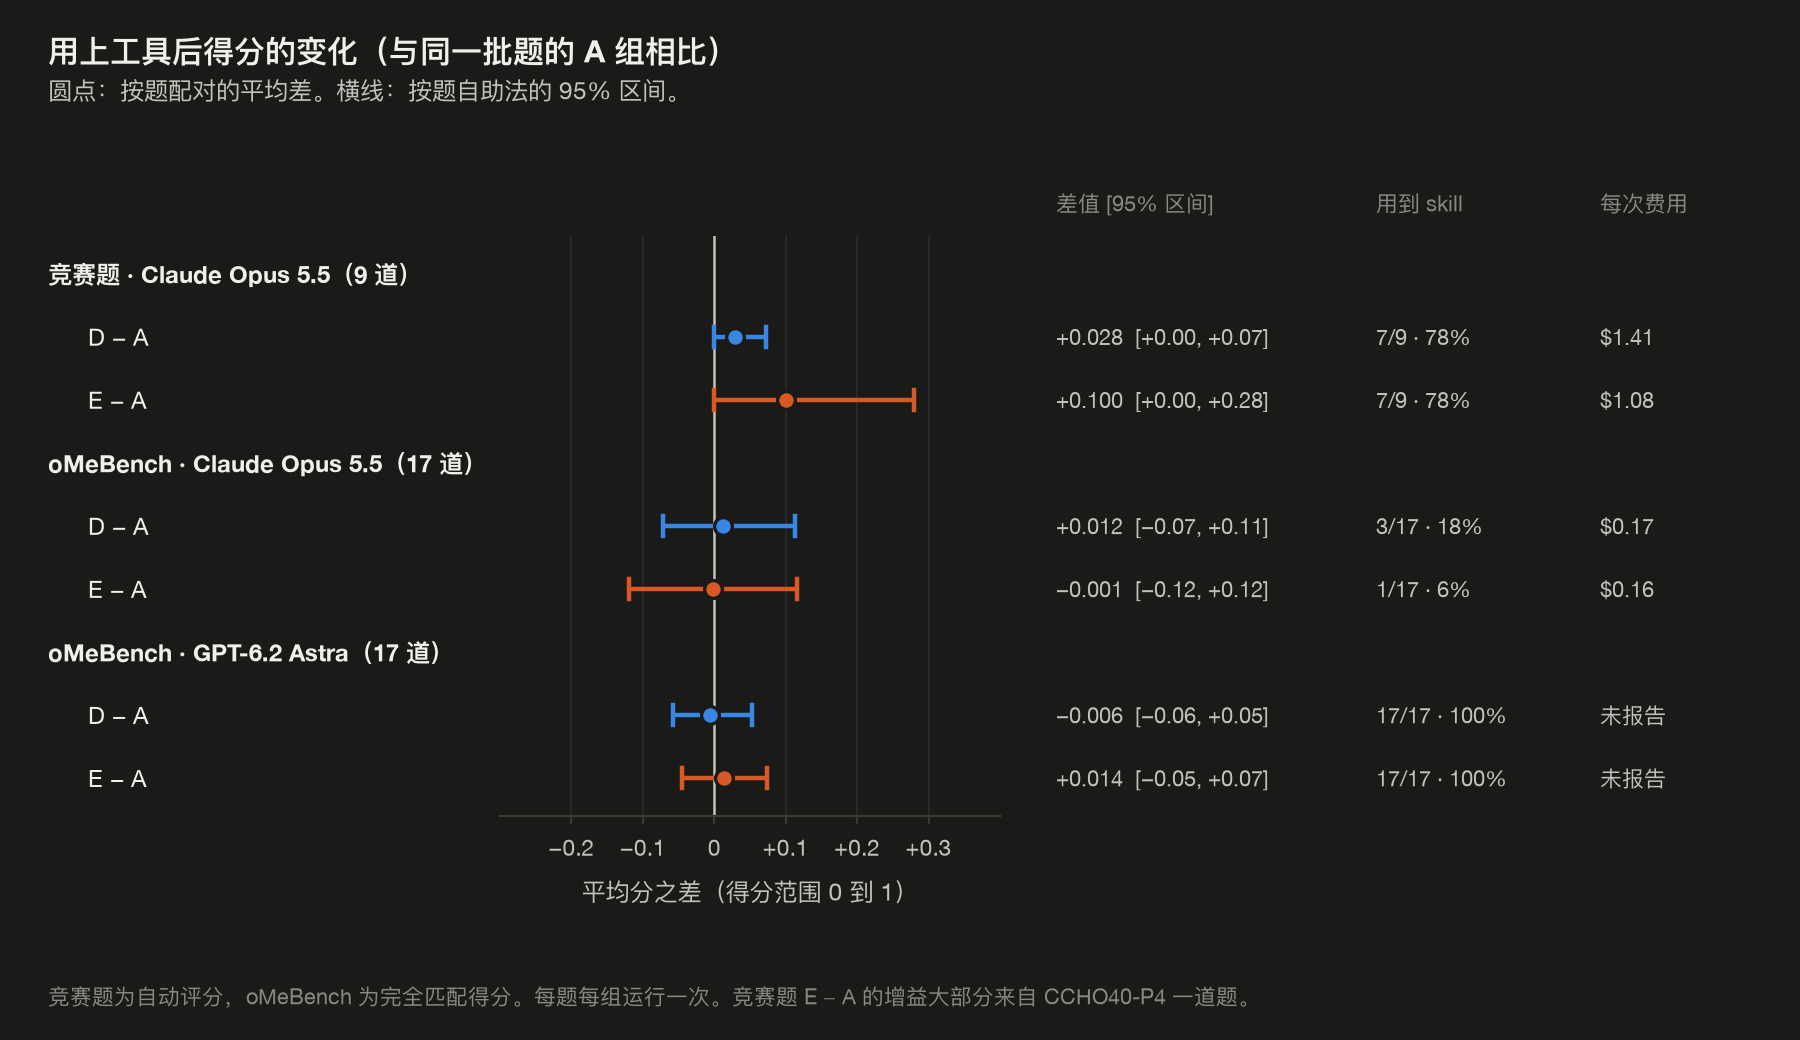 用上工具后得分的变化（与同一批题的 A 组相比）
圆点：按题配对的平均差。横线：按题自助法的 95% 区间。
差值 [95% 区间] 用到 skill 每次费用
竞赛题 · Claude Opus 5.5（9 道）
D – A +0.028 [+0.00, +0.07] 7/9 · 78% $1.41
E – A +0.100 [+0.00, +0.28] 7/9 · 78% $1.08
oMeBench · Claude Opus 5.5（17 道）
D – A +0.012 [−0.07, +0.11] 3/17 · 18% $0.17
E – A −0.001 [−0.12, +0.12] 1/17 · 6% $0.16
oMeBench · GPT-6.2 Astra（17 道）
D – A −0.006 [−0.06, +0.05] 17/17 · 100% 未报告
E – A +0.014 [−0.05, +0.07] 17/17 · 100% 未报告
−0.2 −0.1 0 +0.1 +0.2 +0.3
平均分之差（得分范围 0 到 1）
竞赛题为自动评分，oMeBench 为完全匹配得分。每题每组运行一次。竞赛题 E – A 的增益大部分来自 CCHO40-P4 一道题。